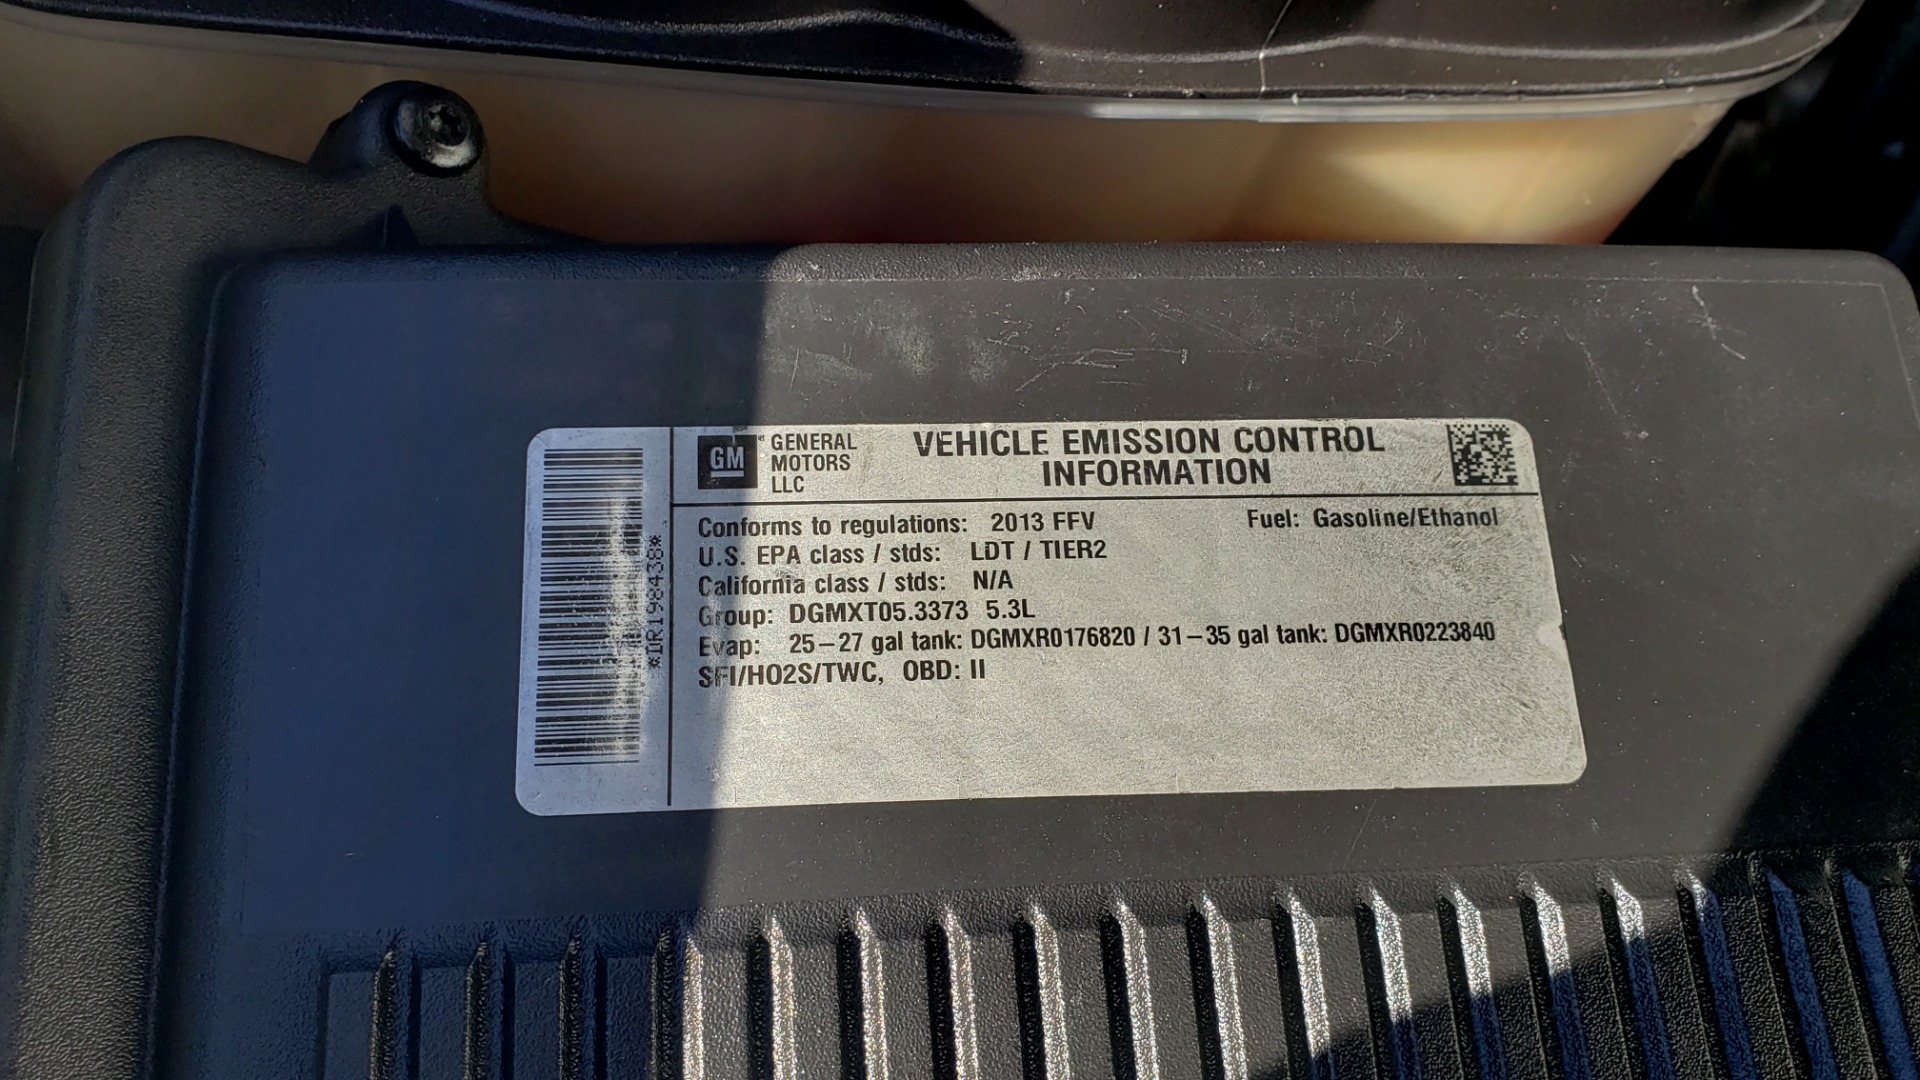 GM
GENERAL
MOTORS
LLC
VEHICLE EMISSION CONTROL
INFORMATION
Conforms to regulations: 2013 FFV Fuel: Gasoline/Ethanol
U.S. EPA class / stds: LDT / TIER2
California class / stds: N/A
Group: DGMXT05.3373 5.3L
Evap: 25–27 gal tank: DGMXR0176820 / 31–35 gal tank: DGMXR0223840
SFI/HO2S/TWC, OBD: II
*DR198438*